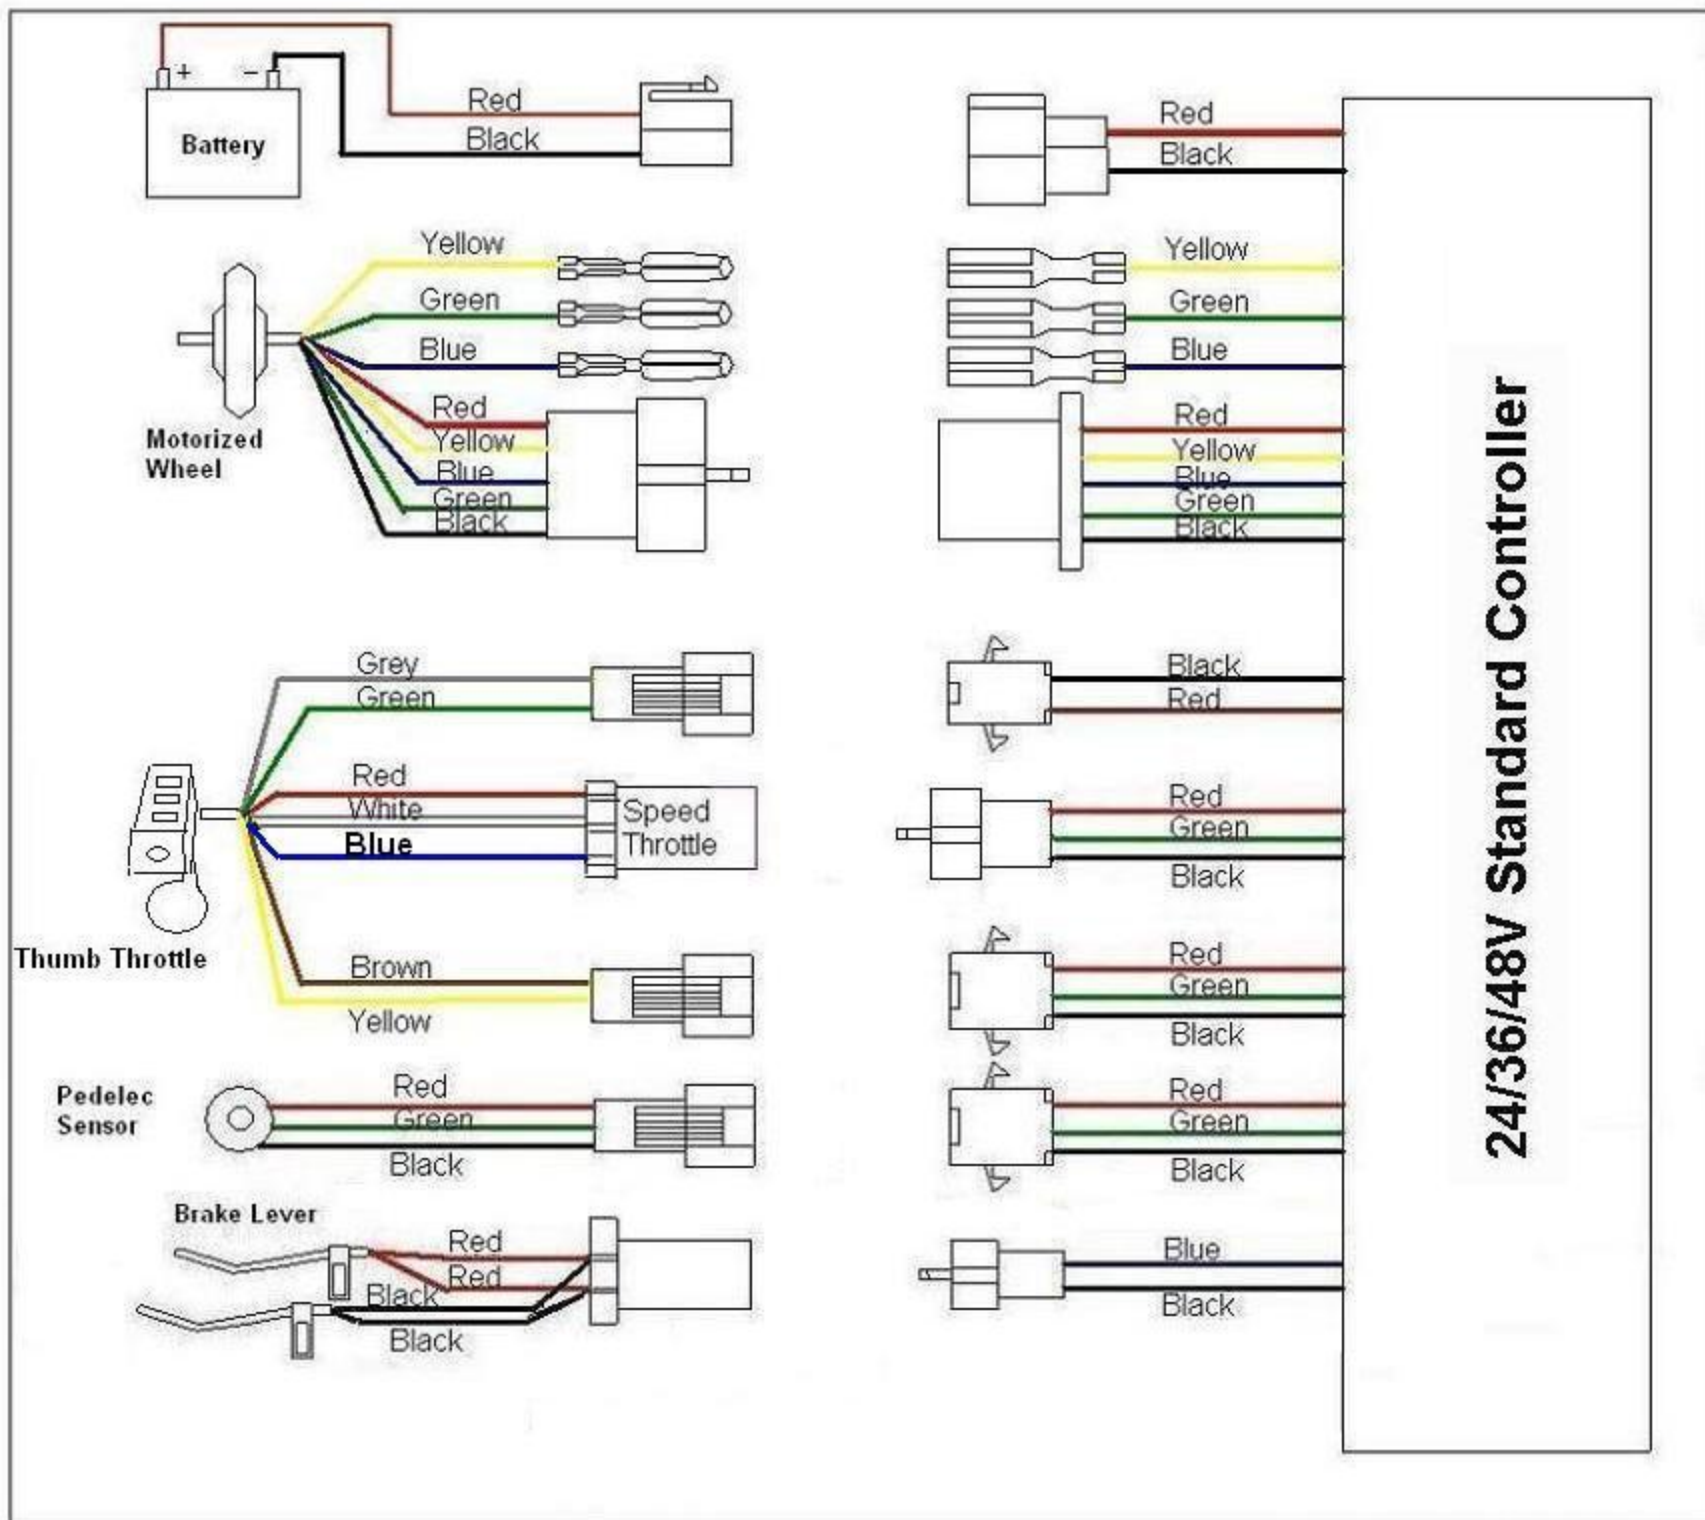 Red
+ −
Battery
Black
Red
Black
Yellow
Green
Blue
Red
Yellow
Blue
Green
Black
Motorized
Wheel
Yellow
Green
Blue
Red
Yellow
Blue
Green
Black
Grey
Green
Red
White
Blue
Speed
Throttle
Thumb Throttle
Brown
Yellow
Black
Red
Red
Green
Black
Red
Green
Black
Pedelec
Sensor
Red
Green
Black
Red
Green
Black
Brake Lever
Red
Red
Black
Black
Blue
Black
24/36/48V Standard Controller